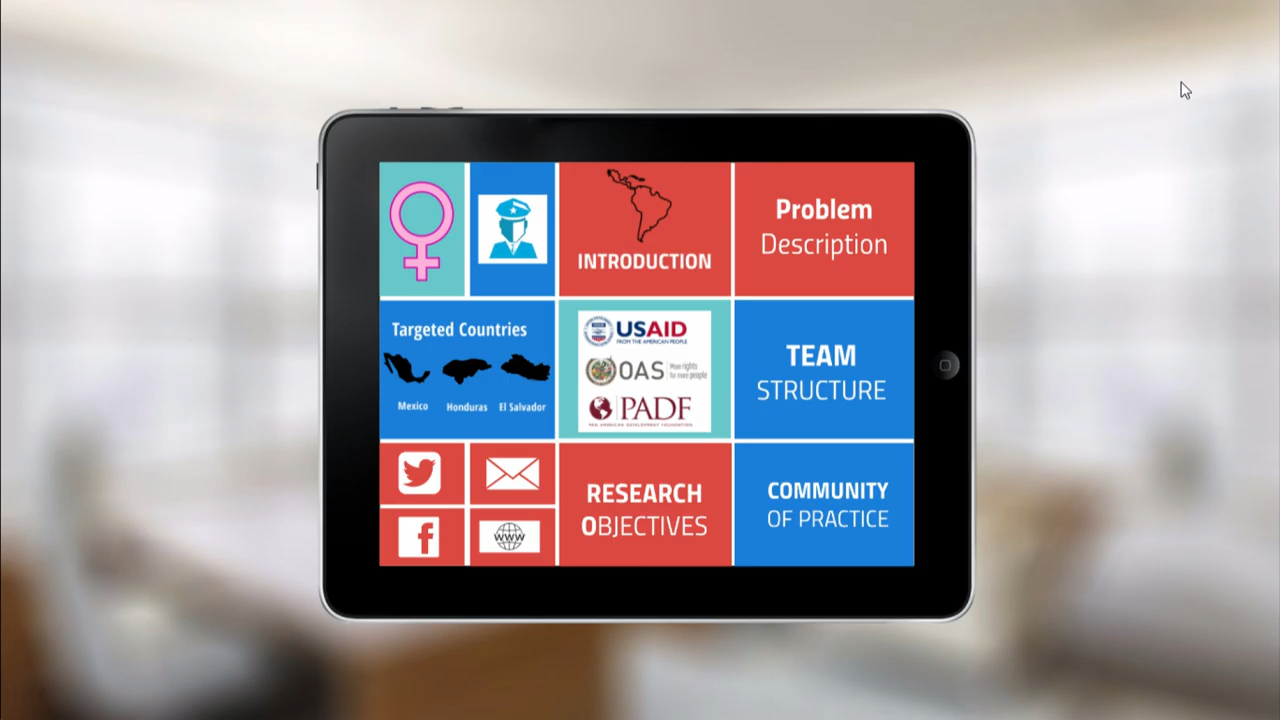 INTRODUCTION
Problem
Description
Targeted Countries
Mexico
Honduras
El Salvador
USAID
FROM THE AMERICAN PEOPLE
OAS
More rights
for more people
PADF
PAN AMERICAN DEVELOPMENT FOUNDATION
TEAM
STRUCTURE
WWW
RESEARCH
OBJECTIVES
COMMUNITY
OF PRACTICE